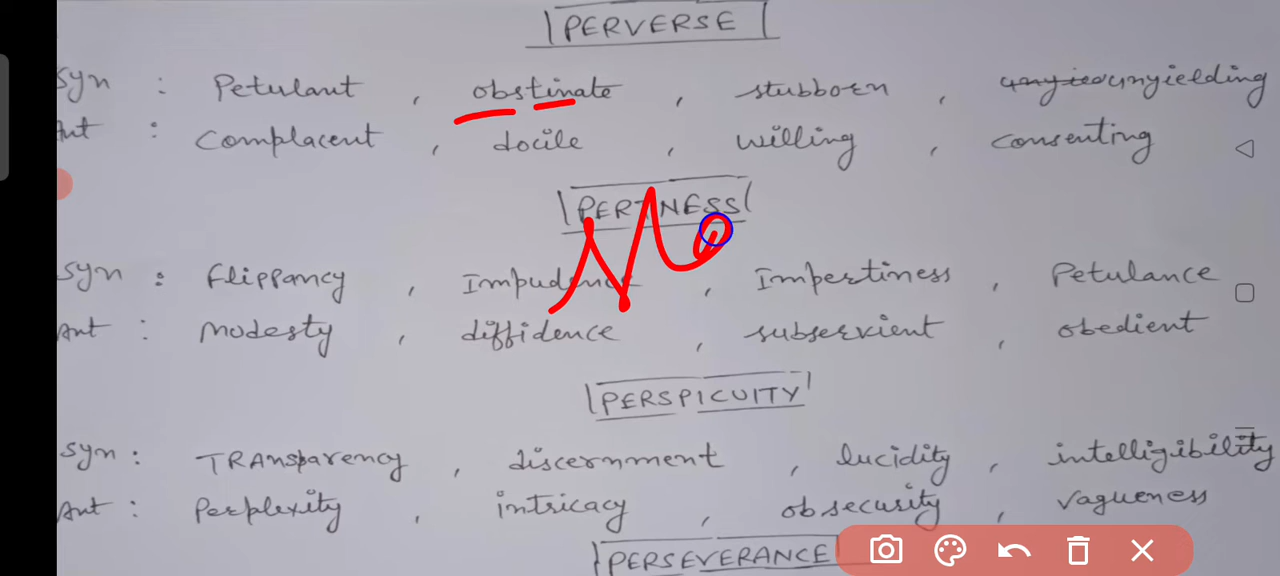 PERVERSE
Syn : Petulant , obstinate , stubborn , unyielding
Ant : Complacent , docile , willing , consenting
PERTNESS
Syn : Flippancy , Impudence , Impertiness , Petulance
Ant : Modesty , diffidence , subservient , obedient
PERSPICUITY
Syn : TRANsparency , discernment , lucidity , intelligibility
Ant : Perplexity , intricacy , obsecurity , vagueness
PERSEVERANCE